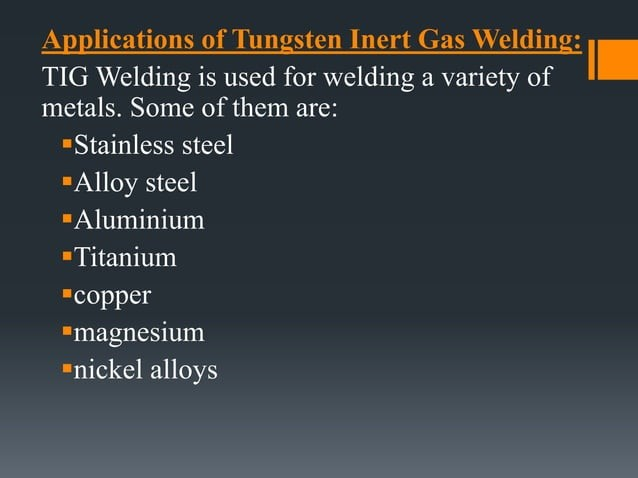 Applications of Tungsten Inert Gas Welding:
TIG Welding is used for welding a variety of
metals. Some of them are:
▪Stainless steel
▪Alloy steel
▪Aluminium
▪Titanium
▪copper
▪magnesium
▪nickel alloys